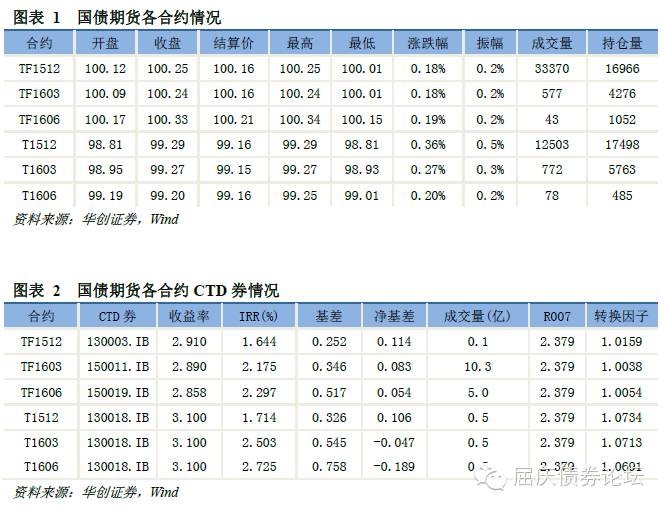 图表 1 国债期货各合约情况
合约 开盘 收盘 结算价 最高 最低 涨跌幅 振幅 成交量 持仓量
TF1512 100.12 100.25 100.16 100.25 100.01 0.18% 0.2% 33370 16966
TF1603 100.09 100.24 100.16 100.24 100.01 0.18% 0.2% 577 4276
TF1606 100.17 100.33 100.21 100.34 100.15 0.19% 0.2% 43 1052
T1512 98.81 99.29 99.16 99.29 98.81 0.36% 0.5% 12503 17498
T1603 98.95 99.27 99.15 99.27 98.93 0.27% 0.3% 772 5763
T1606 99.19 99.20 99.16 99.25 99.01 0.20% 0.2% 78 485
资料来源：华创证券，Wind
图表 2 国债期货各合约 CTD 券情况
合约 CTD 券 收益率 IRR(%) 基差 净基差 成交量(亿) R007 转换因子
TF1512 130003.IB 2.910 1.644 0.252 0.114 0.1 2.379 1.0159
TF1603 150011.IB 2.890 2.175 0.346 0.083 10.3 2.379 1.0038
TF1606 150019.IB 2.858 2.297 0.517 0.054 5.0 2.379 1.0054
T1512 130018.IB 3.100 1.714 0.326 0.106 0.5 2.379 1.0734
T1603 130018.IB 3.100 2.503 0.545 -0.047 0.5 2.379 1.0713
T1606 130018.IB 3.100 2.725 0.758 -0.189 2.379 1.0691
屈庆债券论坛
资料来源：华创证券，Wind